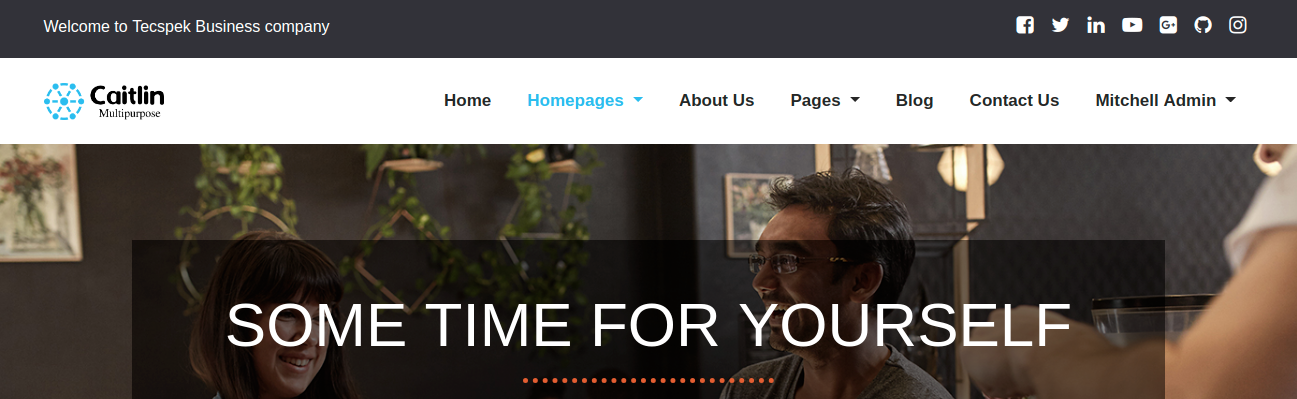 Welcome to Tecspek Business company
Caitlin
Multipurpose
Home Homepages About Us Pages Blog Contact Us Mitchell Admin
SOME TIME FOR YOURSELF